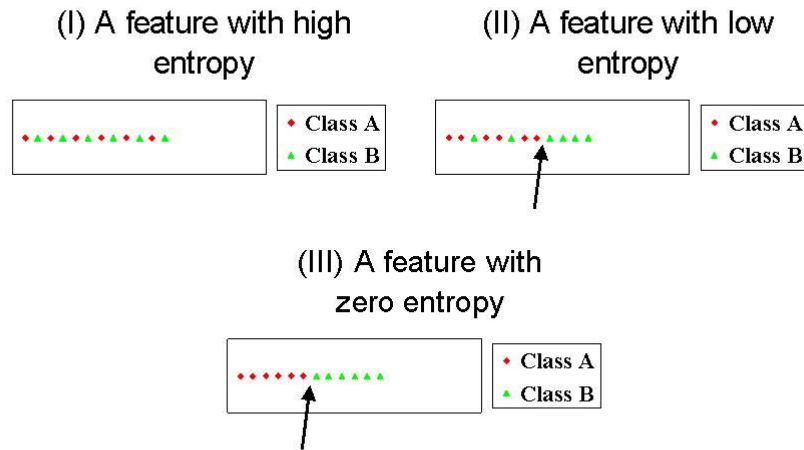 (I) A feature with high
entropy
Class A
Class B
(II) A feature with low
entropy
Class A
Class B
(III) A feature with
zero entropy
Class A
Class B